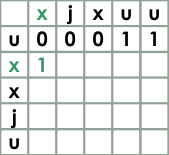 x j x u u
u 0 0 0 1 1
x 1
x
j
u